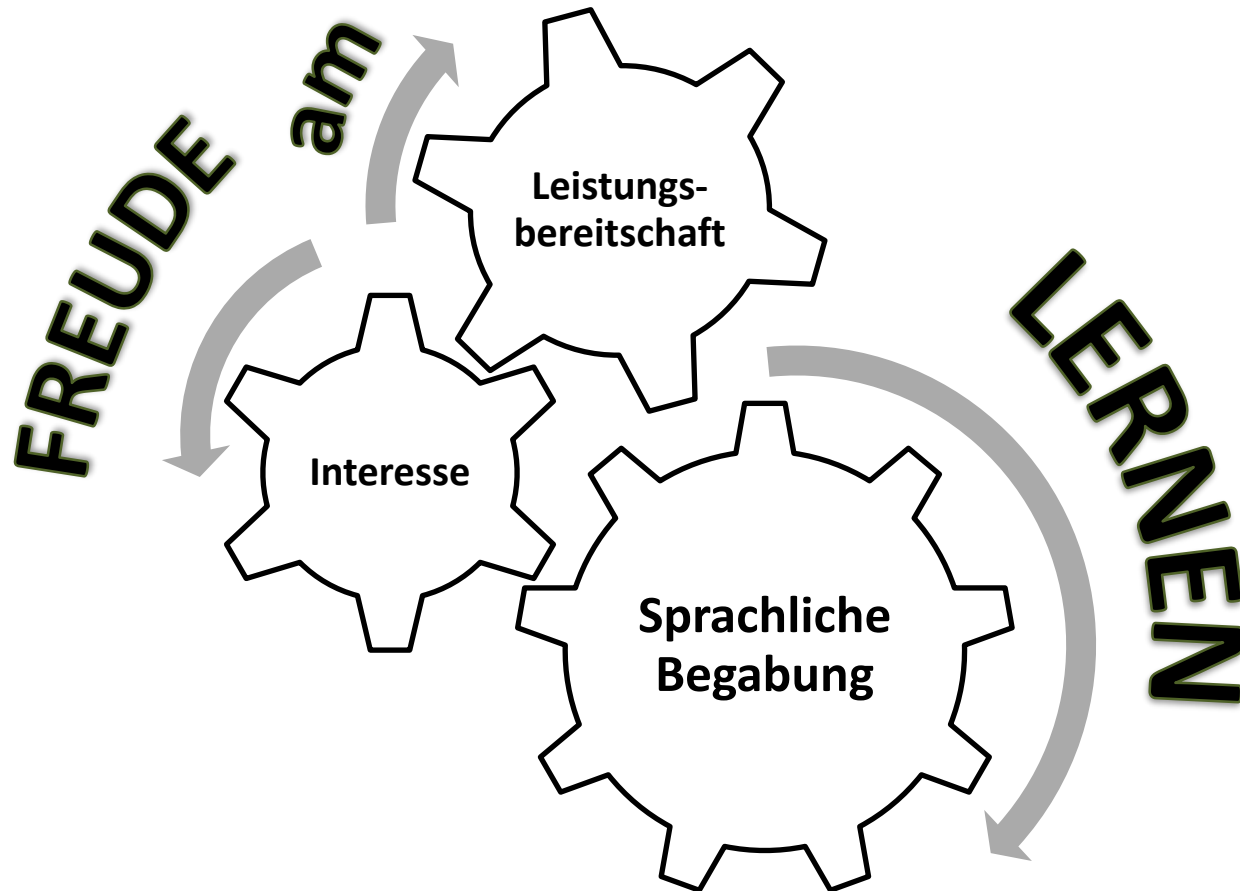 FREUDE am LERNEN
Leistungs-
bereitschaft
Interesse
Sprachliche
Begabung